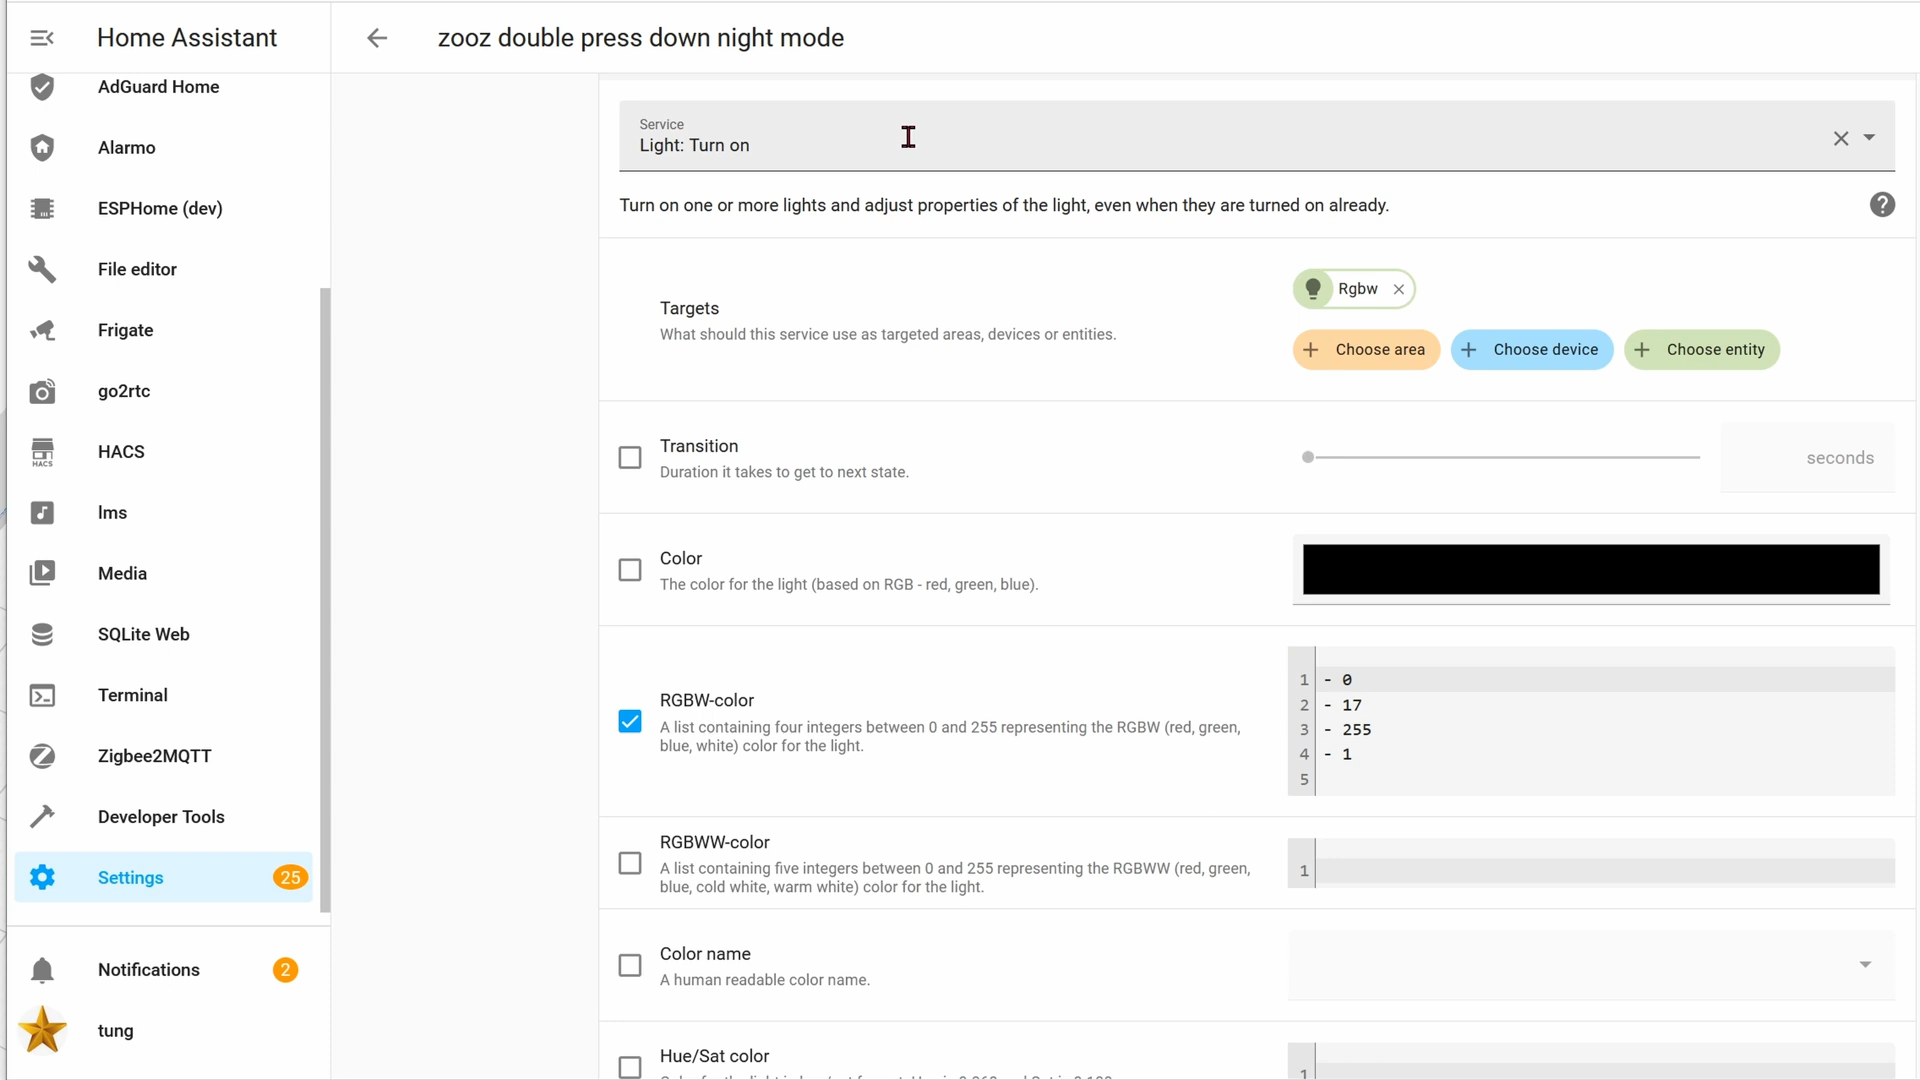 Home Assistant
zooz double press down night mode
AdGuard Home
Alarmo
ESPHome (dev)
File editor
Frigate
go2rtc
HACS
HACS
lms
Media
SQLite Web
Terminal
Zigbee2MQTT
Developer Tools
Settings 25
Notifications 2
tung
Service
Light: Turn on
Turn on one or more lights and adjust properties of the light, even when they are turned on already.
Targets
What should this service use as targeted areas, devices or entities.
Rgbw
Choose area
Choose device
Choose entity
Transition
Duration it takes to get to next state.
seconds
Color
The color for the light (based on RGB - red, green, blue).
RGBW-color
A list containing four integers between 0 and 255 representing the RGBW (red, green,
blue, white) color for the light.
1 - 0
2 - 17
3 - 255
4 - 1
5
RGBWW-color
A list containing five integers between 0 and 255 representing the RGBWW (red, green,
blue, cold white, warm white) color for the light.
1
Color name
A human readable color name.
Hue/Sat color
1